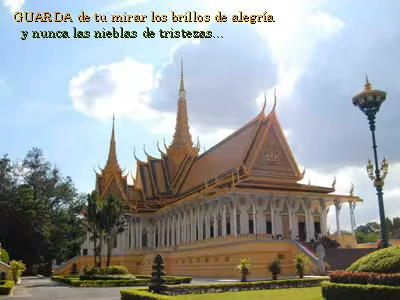 GUARDA de tu mirar los brillos de alegría
y nunca las nieblas de tristezas...